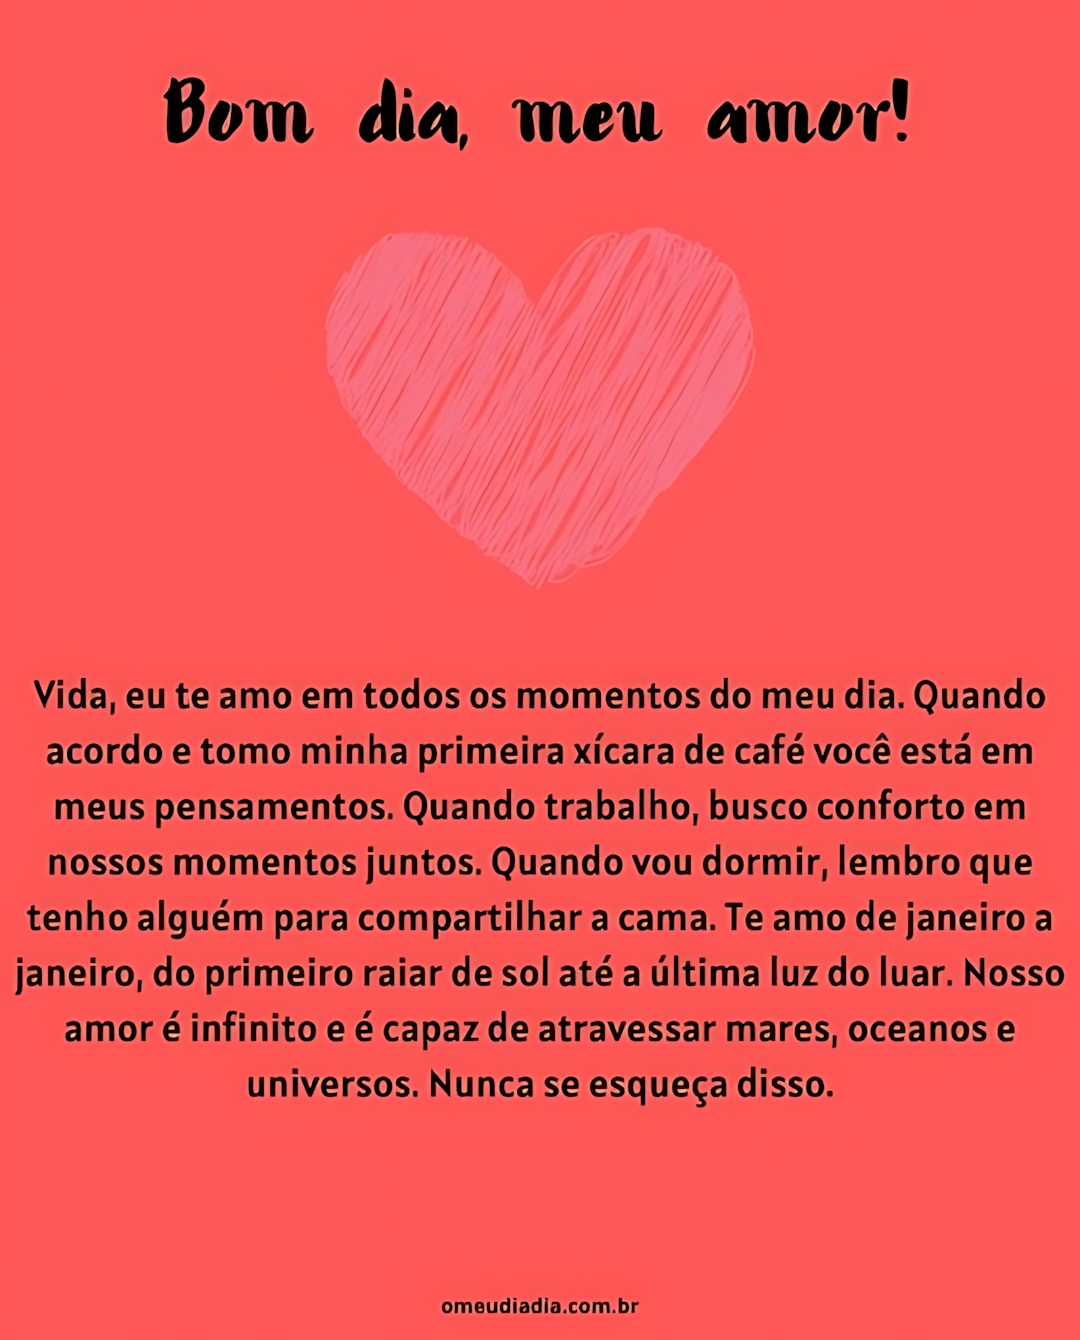 Bom dia, meu amor!
Vida, eu te amo em todos os momentos do meu dia. Quando
acordo e tomo minha primeira xícara de café você está em
meus pensamentos. Quando trabalho, busco conforto em
nossos momentos juntos. Quando vou dormir, lembro que
tenho alguém para compartilhar a cama. Te amo de janeiro a
janeiro, do primeiro raiar de sol até a última luz do luar. Nosso
amor é infinito e é capaz de atravessar mares, oceanos e
universos. Nunca se esqueça disso.
omeudiadia.com.br